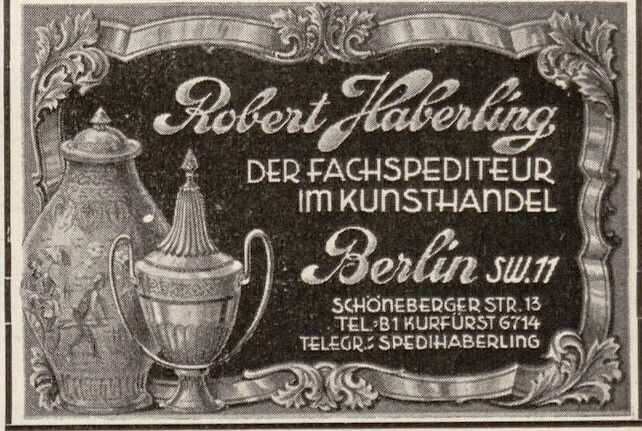 Robert Haberling
DER FACHSPEDITEUR
IM KUNSTHANDEL
Berlin SW.11
SCHÖNEBERGER STR. 13
TEL.: B1 KURFÜRST 6714
TELEGR.: SPEDIHABERLING